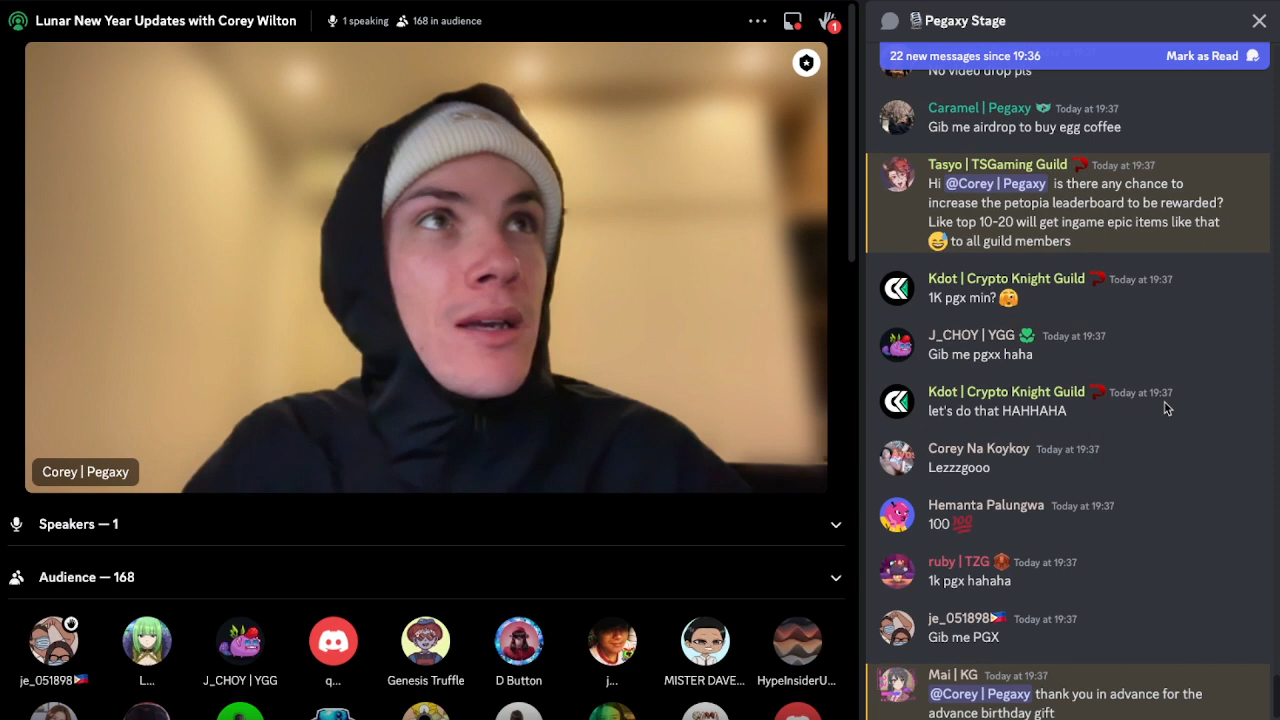 Lunar New Year Updates with Corey Wilton
1 speaking
168 in audience
1
Corey | Pegaxy
Speakers — 1
Audience — 168
je_051898
L...
J_CHOY | YGG
q...
Genesis Truffle
D Button
j...
MISTER DAVE...
HypeInsiderU...
Pegaxy Stage
22 new messages since 19:36
Mark as Read
No video drop pls
Caramel | Pegaxy Today at 19:37
Gib me airdrop to buy egg coffee
Tasyo | TSGaming Guild Today at 19:37
Hi @Corey | Pegaxy is there any chance to
increase the petopia leaderboard to be rewarded?
Like top 10-20 will get ingame epic items like that
to all guild members
Kdot | Crypto Knight Guild Today at 19:37
1K pgx min?
J_CHOY | YGG Today at 19:37
Gib me pgxx haha
Kdot | Crypto Knight Guild Today at 19:37
let's do that HAHHAHA
Corey Na Koykoy Today at 19:37
Lezzzgooo
Hemanta Palungwa Today at 19:37
100 💯
ruby | TZG Today at 19:37
1k pgx hahaha
je_051898 Today at 19:37
Gib me PGX
Mai | KG Today at 19:37
@Corey | Pegaxy thank you in advance for the
advance birthday gift